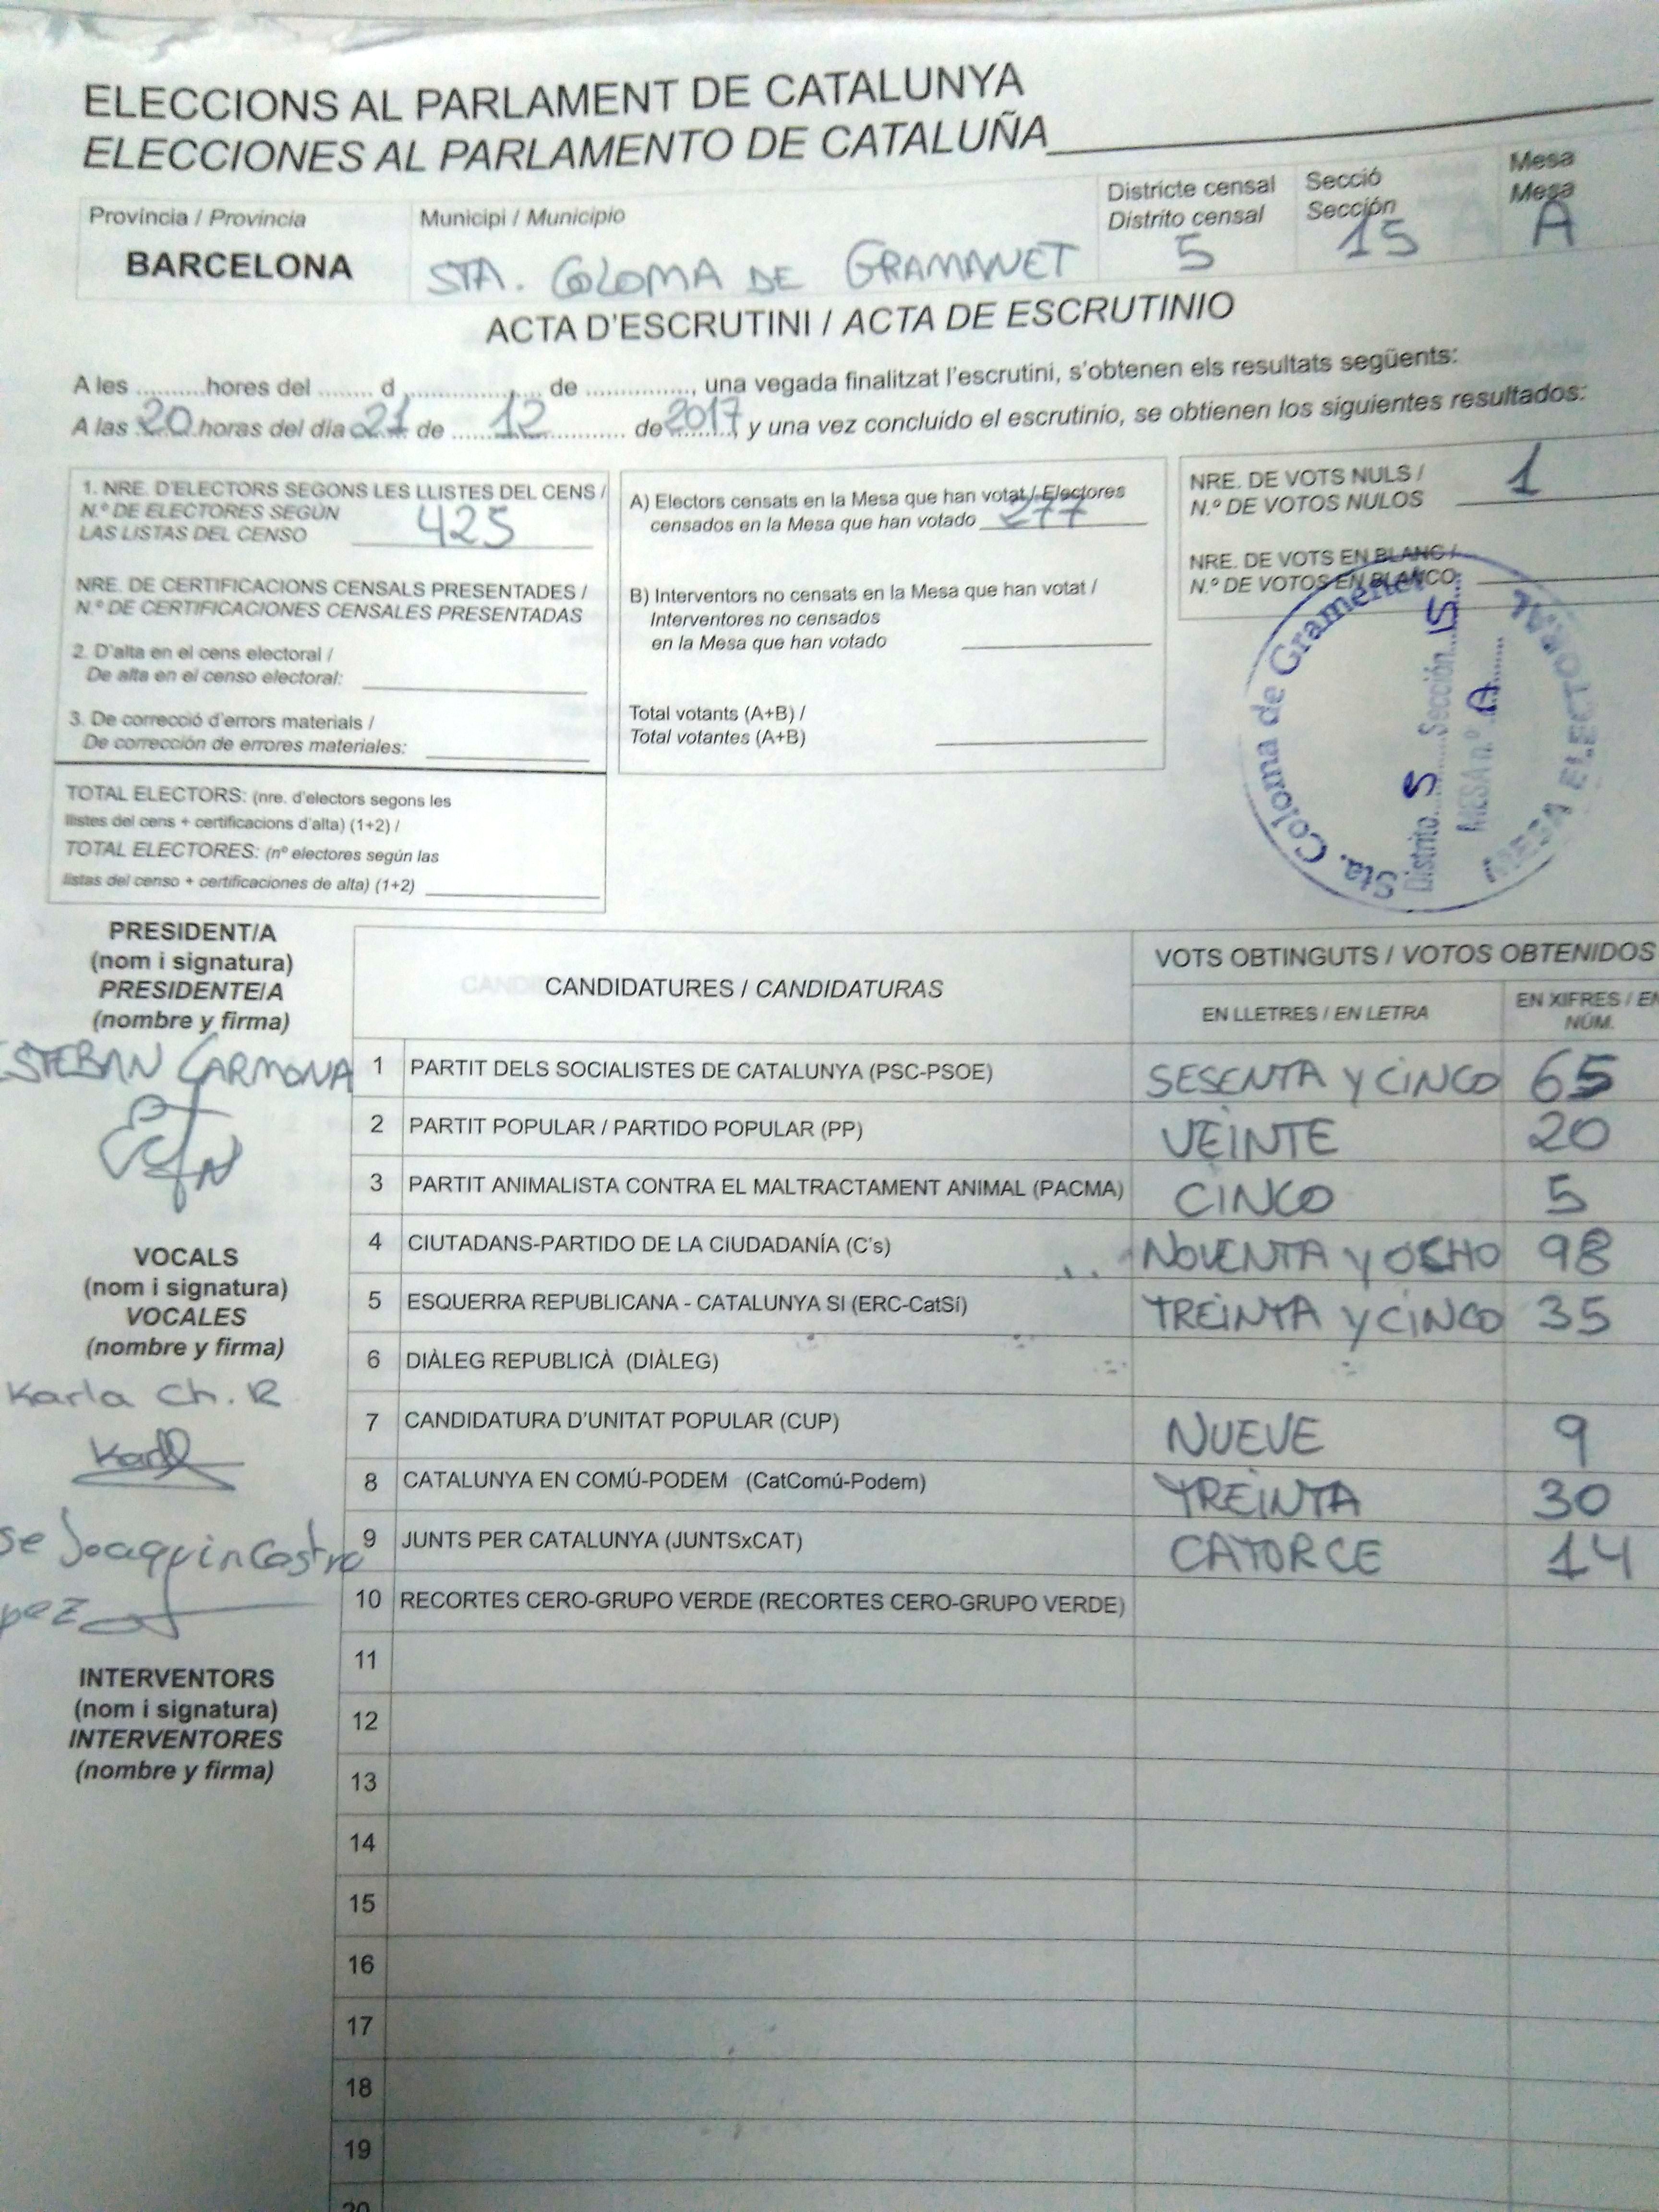 ELECCIONS AL PARLAMENT DE CATALUNYA
ELECCIONES AL PARLAMENTO DE CATALUÑA
Província / Provincia
BARCELONA
Municipi / Municipio
STA. COLOMA DE GRAMANET
Districte censal
Distrito censal
5
Secció
Sección
15
Mesa
Mesa
A
ACTA D'ESCRUTINI / ACTA DE ESCRUTINIO
A les ..........hores del ........ d .................... de ..............., una vegada finalitzat l'escrutini, s'obtenen els resultats següents:
A las 20 horas del dia 21 de 12 de 2017, y una vez concluido el escrutinio, se obtienen los siguientes resultados:
1. NRE. D'ELECTORS SEGONS LES LLISTES DEL CENS /
N.º DE ELECTORES SEGÚN
LAS LISTAS DEL CENSO 425
NRE. DE CERTIFICACIONS CENSALS PRESENTADES /
N.º DE CERTIFICACIONES CENSALES PRESENTADAS
2. D'alta en el cens electoral /
De alta en el censo electoral:
3. De correcció d'errors materials /
De corrección de errores materiales:
TOTAL ELECTORS: (nre. d'electors segons les
llistes del cens + certificacions d'alta) (1+2) /
TOTAL ELECTORES: (nº electores según las
listas del censo + certificaciones de alta) (1+2)
A) Electors censats en la Mesa que han votat / Electores
censados en la Mesa que han votado 277
B) Interventors no censats en la Mesa que han votat /
Interventores no censados
en la Mesa que han votado
Total votants (A+B) /
Total votantes (A+B)
NRE. DE VOTS NULS /
N.º DE VOTOS NULOS 1
NRE. DE VOTS EN BLANC /
N.º DE VOTOS EN BLANCO
Sta. Coloma de Gramenet
Distrito...5......Sección...15...
MESA n.º ..A......
MESA ELECTORAL
PRESIDENT/A
(nom i signatura)
PRESIDENTE/A
(nombre y firma)
ESTEBAN CARMONA
VOCALS
(nom i signatura)
VOCALES
(nombre y firma)
Karla Ch. R
Karla
se Joaquin Castro
pez
INTERVENTORS
(nom i signatura)
INTERVENTORES
(nombre y firma)
CANDIDATURES / CANDIDATURAS
VOTS OBTINGUTS / VOTOS OBTENIDOS
EN LLETRES / EN LETRA
EN XIFRES / EN
NÚM.
1 PARTIT DELS SOCIALISTES DE CATALUNYA (PSC-PSOE) SESENTA Y CINCO 65
2 PARTIT POPULAR / PARTIDO POPULAR (PP) VEINTE 20
3 PARTIT ANIMALISTA CONTRA EL MALTRACTAMENT ANIMAL (PACMA) CINCO 5
4 CIUTADANS-PARTIDO DE LA CIUDADANÍA (C's) NOVENTA Y OCHO 98
5 ESQUERRA REPUBLICANA - CATALUNYA SI (ERC-CatSí) TREINTA Y CINCO 35
6 DIÀLEG REPUBLICÀ (DIÀLEG)
7 CANDIDATURA D'UNITAT POPULAR (CUP) NUEVE 9
8 CATALUNYA EN COMÚ-PODEM (CatComú-Podem) TREINTA 30
9 JUNTS PER CATALUNYA (JUNTSxCAT) CATORCE 14
10 RECORTES CERO-GRUPO VERDE (RECORTES CERO-GRUPO VERDE)
11
12
13
14
15
16
17
18
19
20